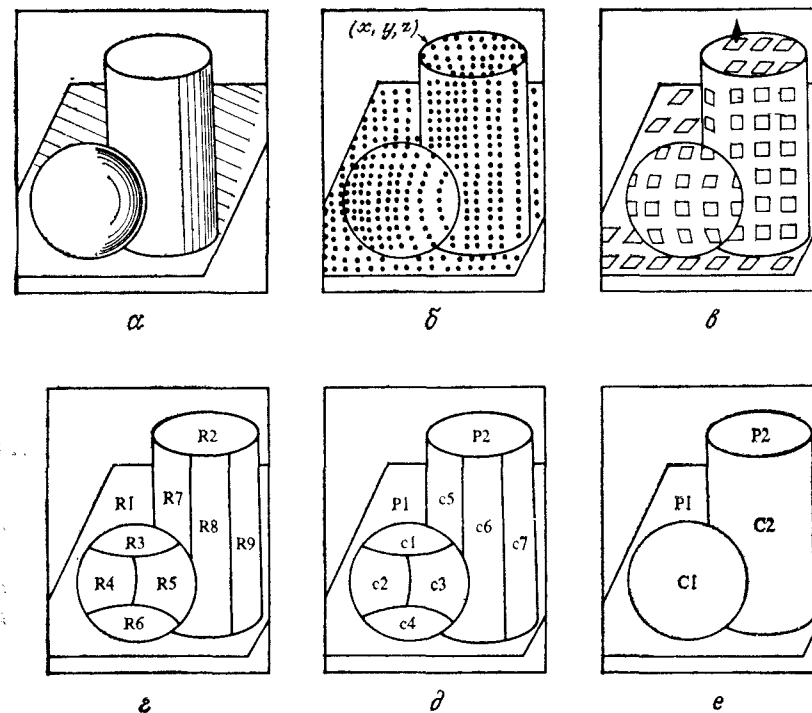 (x, y, z)
а
б
в
R2
R1
R7
R8
R9
R3
R4
R5
R6
P2
P1
c5
c6
c7
c1
c2
c3
c4
P2
P1
C2
C1
г
д
е